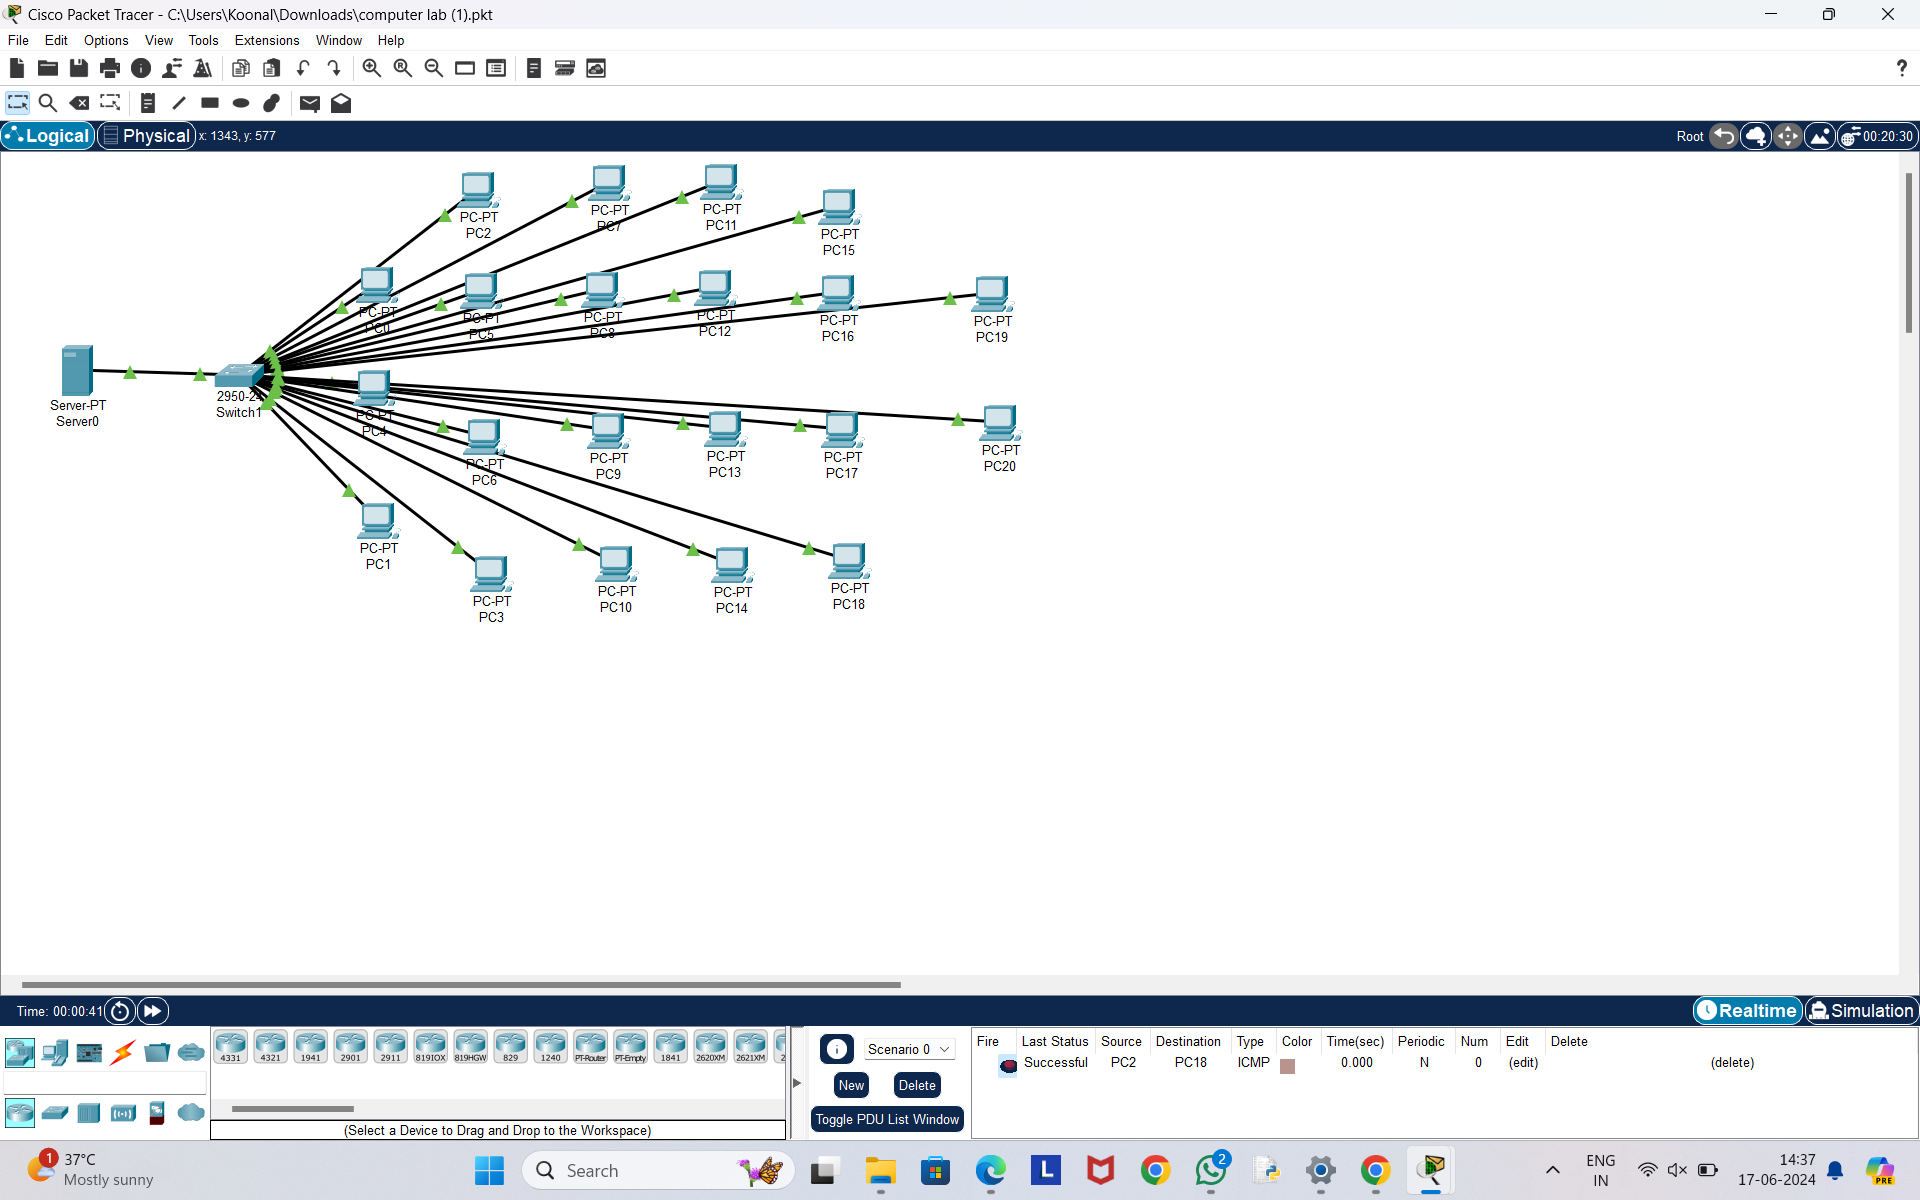 Cisco Packet Tracer - C:\Users\Koonal\Downloads\computer lab (1).pkt
File Edit Options View Tools Extensions Window Help
?
Logical Physical x: 1343, y: 577 Root 00:20:30
PC-PT
PC2
PC-PT
PC7
PC-PT
PC11
PC-PT
PC15
PC-PT
PC0
PC-PT
PC5
PC-PT
PC8
PC-PT
PC12
PC-PT
PC16
PC-PT
PC19
Server-PT
Server0
2950-24
Switch1
PC-PT
PC4
PC-PT
PC6
PC-PT
PC9
PC-PT
PC13
PC-PT
PC17
PC-PT
PC20
PC-PT
PC1
PC-PT
PC3
PC-PT
PC10
PC-PT
PC14
PC-PT
PC18
Time: 00:00:41 Realtime Simulation
4331 4321 1941 2901 2911 819IOX 819HGW 829 1240 PT-Router PT-Empty 1841 2620XM 2621XM 2
(Select a Device to Drag and Drop to the Workspace)
Scenario 0
New Delete
Toggle PDU List Window
Fire Last Status Source Destination Type Color Time(sec) Periodic Num Edit Delete
Successful PC2 PC18 ICMP 0.000 N 0 (edit) (delete)
1
37°C
Mostly sunny
Search
L
2
ENG
IN
14:37
17-06-2024
PRE